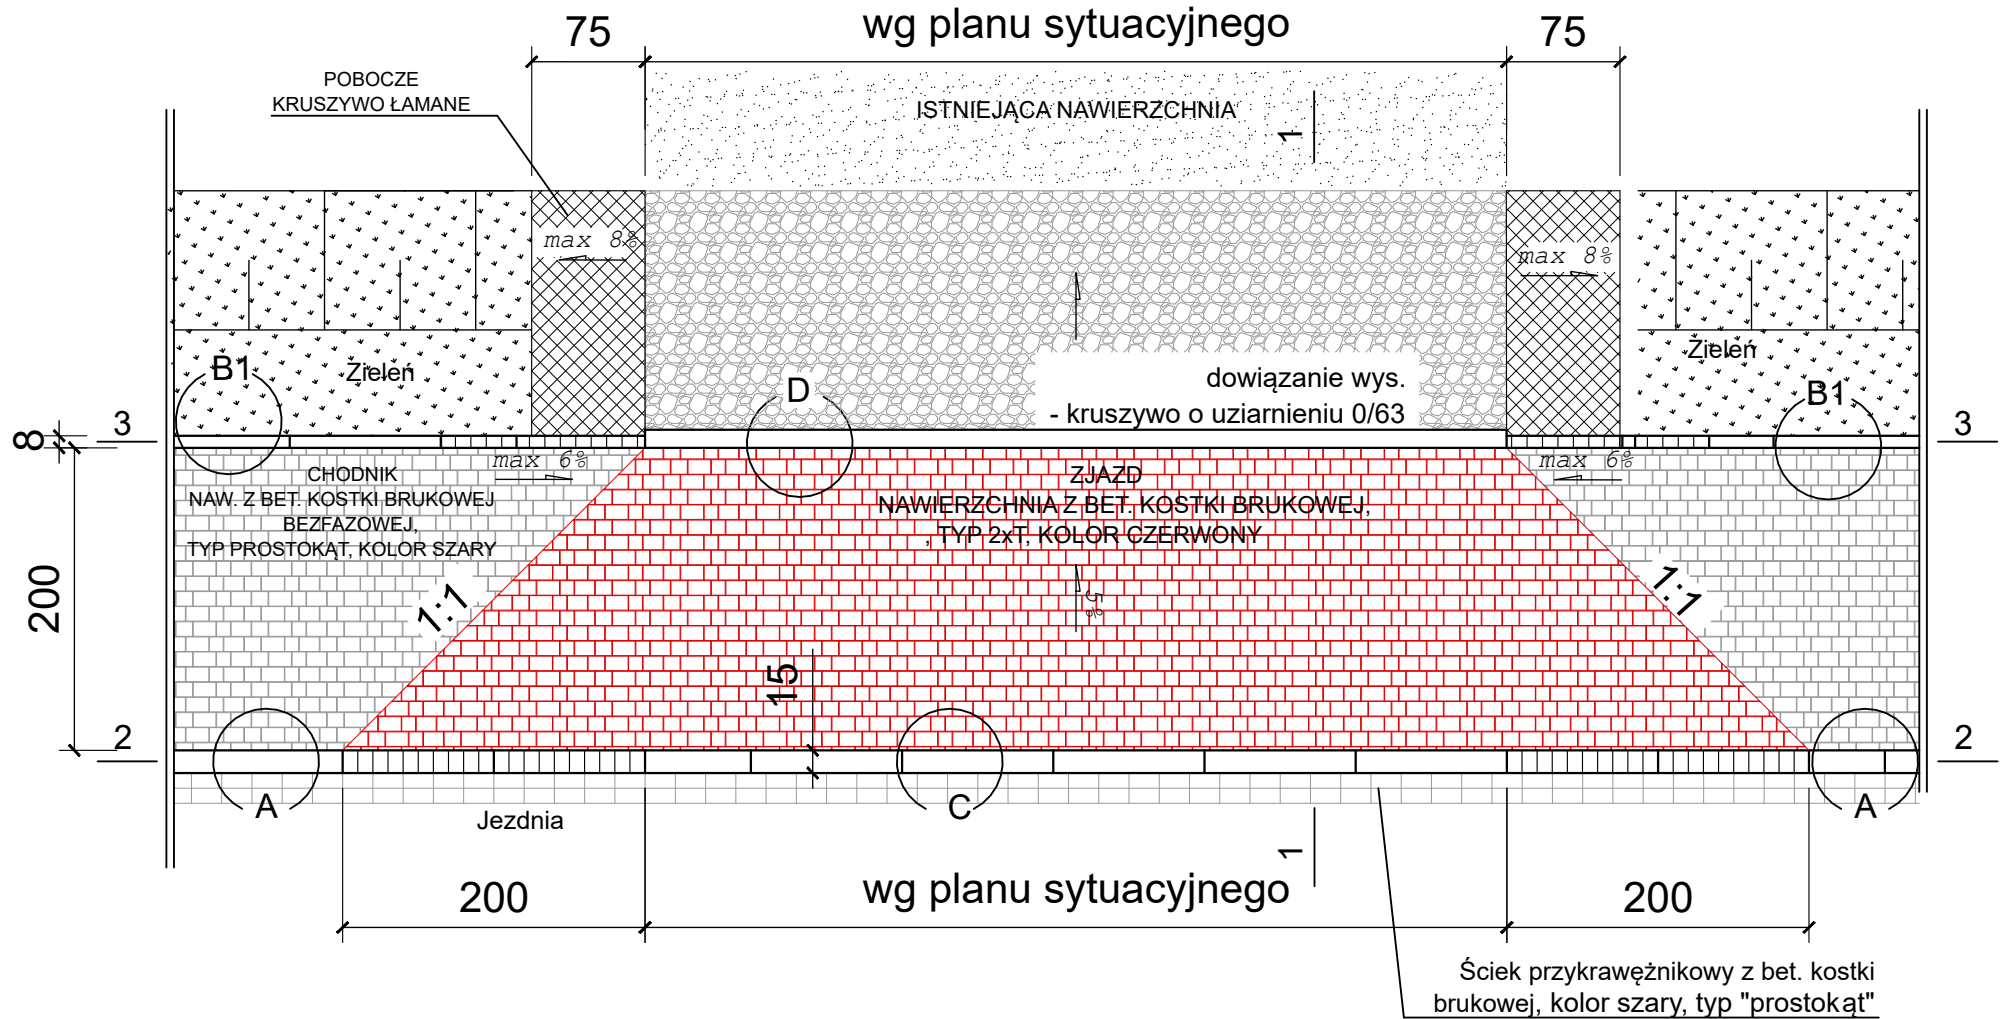 75
wg planu sytuacyjnego
75
POBOCZE
KRUSZYWO ŁAMANE
ISTNIEJĄCA NAWIERZCHNIA
1
max 8%
max 8%
B1
Zieleń
Zieleń
B1
D
dowiązanie wys.
- kruszywo o uziarnieniu 0/63
8
3
3
max 6%
max 6%
CHODNIK
NAW. Z BET. KOSTKI BRUKOWEJ
BEZFAZOWEJ,
TYP PROSTOKĄT, KOLOR SZARY
ZJAZD
NAWIERZCHNIA Z BET. KOSTKI BRUKOWEJ,
, TYP 2xT, KOLOR CZERWONY
200
1:1
5%
1:1
15
2
2
A
C
A
Jezdnia
1
200
wg planu sytuacyjnego
200
Ściek przykrawężnikowy z bet. kostki
brukowej, kolor szary, typ "prostokąt"